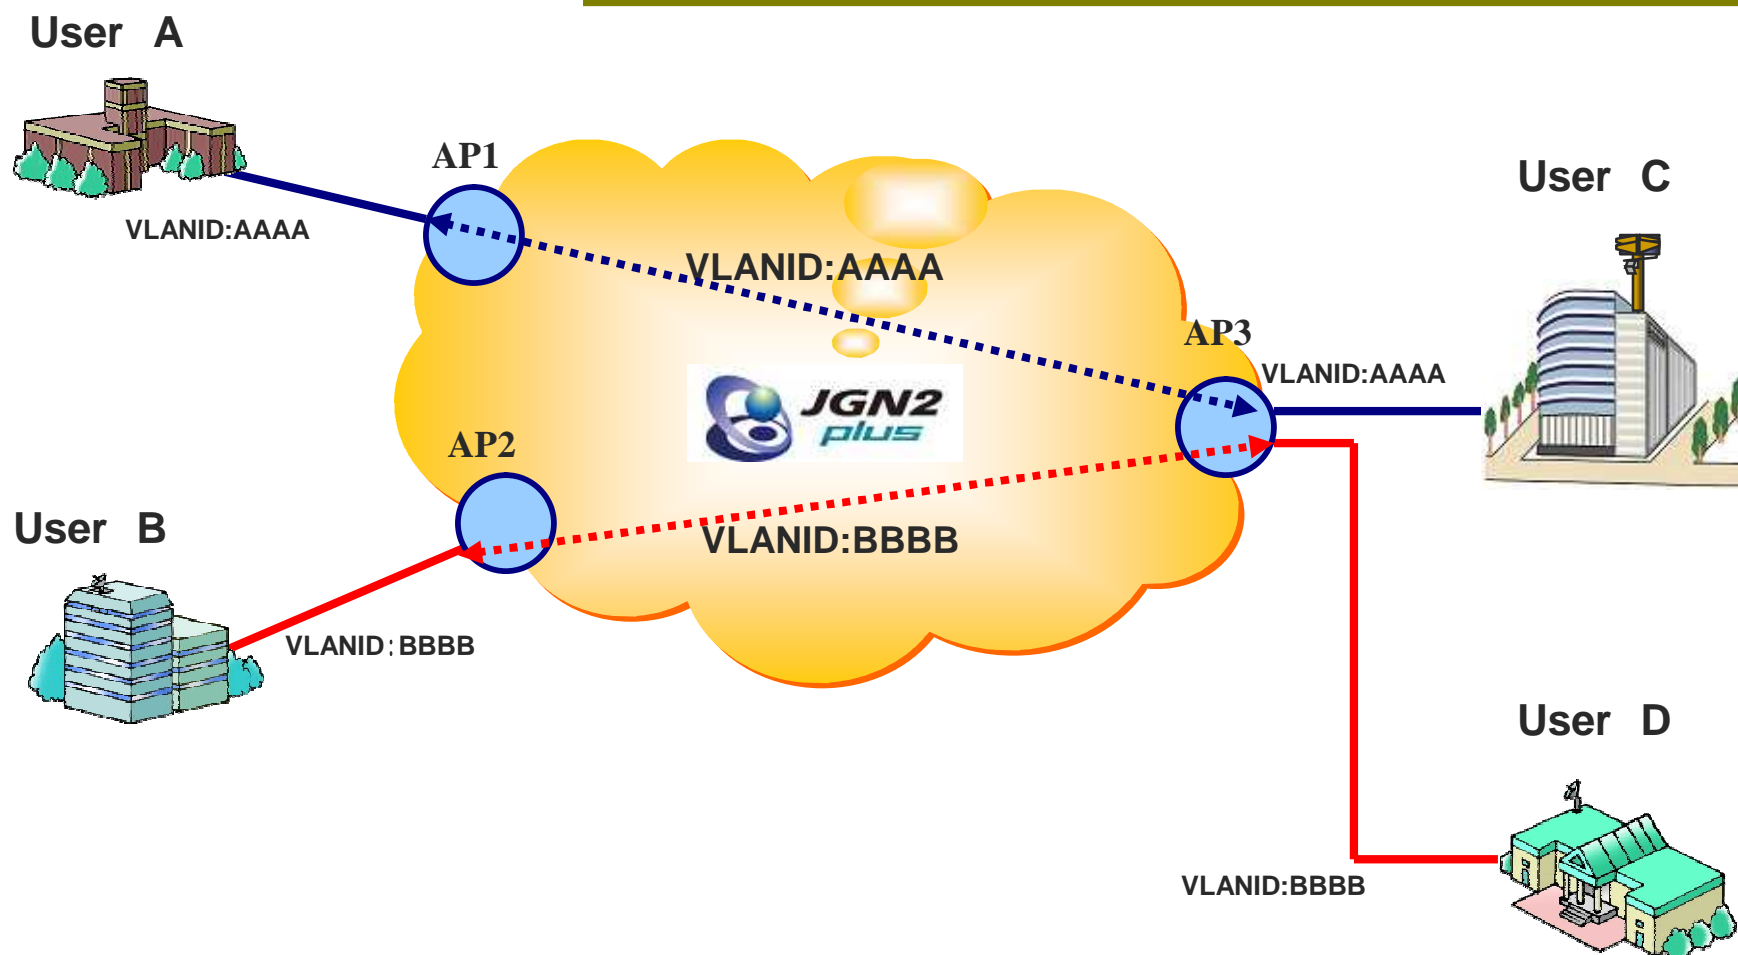 User A
AP1
User C
VLANID:AAAA
VLANID:AAAA
AP3
VLANID:AAAA
JGN2
plus
AP2
User B
VLANID:BBBB
VLANID:BBBB
User D
VLANID:BBBB